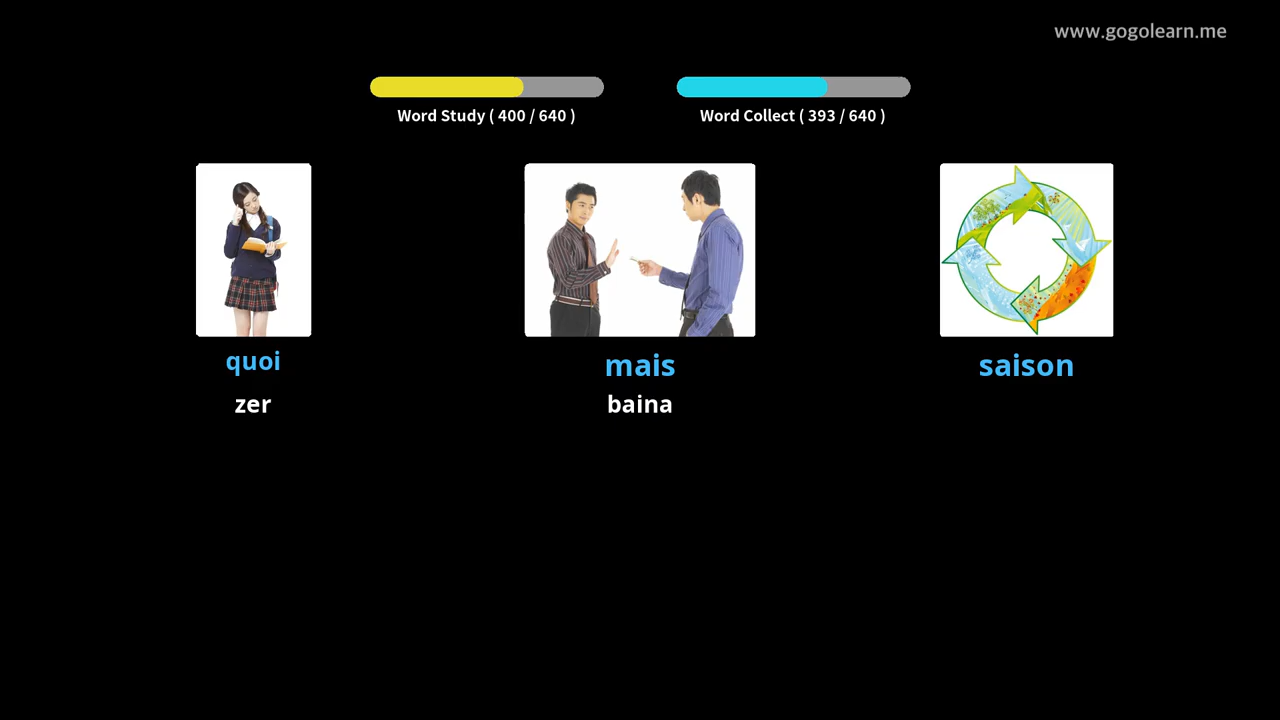 www.gogolearn.me
Word Study ( 400 / 640 )
Word Collect ( 393 / 640 )
quoi
mais
saison
zer
baina